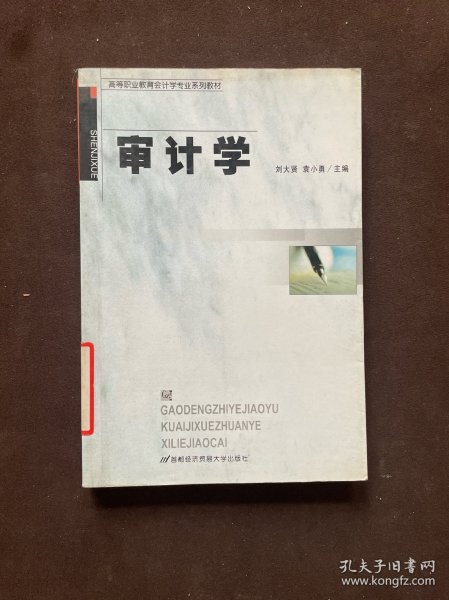 高等职业教育会计学专业系列教材
SHENJIXUE
审计学
刘大贤 袁小勇/主编
GAODENGZHIYEJIAOYU
KUAIJIXUEZHUANYE
XILIEJIAOCAI
首都经济贸易大学出版社
孔夫子旧书网
www.kongfz.com